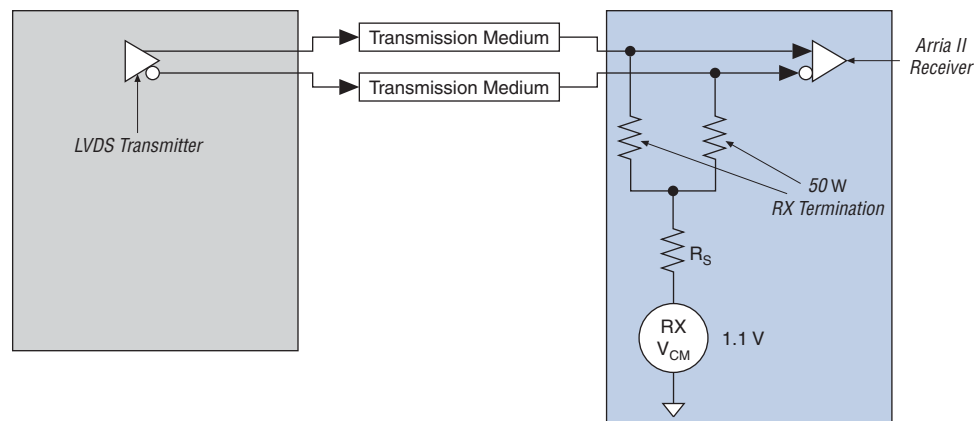 Transmission Medium
Transmission Medium
LVDS Transmitter
Arria II
Receiver
50 W
RX Termination
RS
RX
VCM
1.1 V